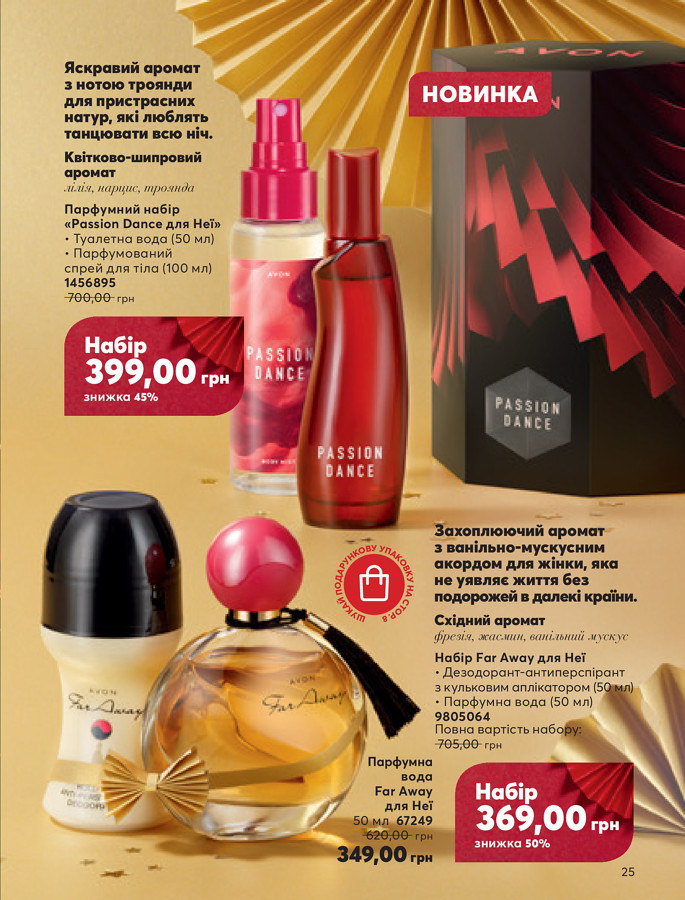 Яскравий аромат
з нотою троянди
для пристрасних
натур, які люблять
танцювати всю ніч.
Квітково-шипровий
аромат
лілія, нарцис, троянда
Парфумний набір
«Passion Dance для Неї»
• Туалетна вода (50 мл)
• Парфумований
спрей для тіла (100 мл)
1456895
700,00 грн
Набір
399,00 грн
знижка 45%
AVON
НОВИНКА
AVON
PASSION
DANCE
BODY MIST
PASSION
DANCE
PASSION
DANCE
ШУКАЙ ПОДАРУНКОВУ УПАКОВКУ НА СТОР. 8
Захоплюючий аромат
з ванільно-мускусним
акордом для жінки, яка
не уявляє життя без
подорожей в далекі країни.
Східний аромат
фрезія, жасмин, ванільний мускус
Набір Far Away для Неї
• Дезодорант-антиперспірант
з кульковим аплікатором (50 мл)
• Парфумна вода (50 мл)
9805064
Повна вартість набору:
705,00 грн
Набір
369,00 грн
знижка 50%
AVON
Far Away
AVON
Far Away
Парфумна
вода
Far Away
для Неї
50 мл 67249
620,00 грн
349,00 грн
25